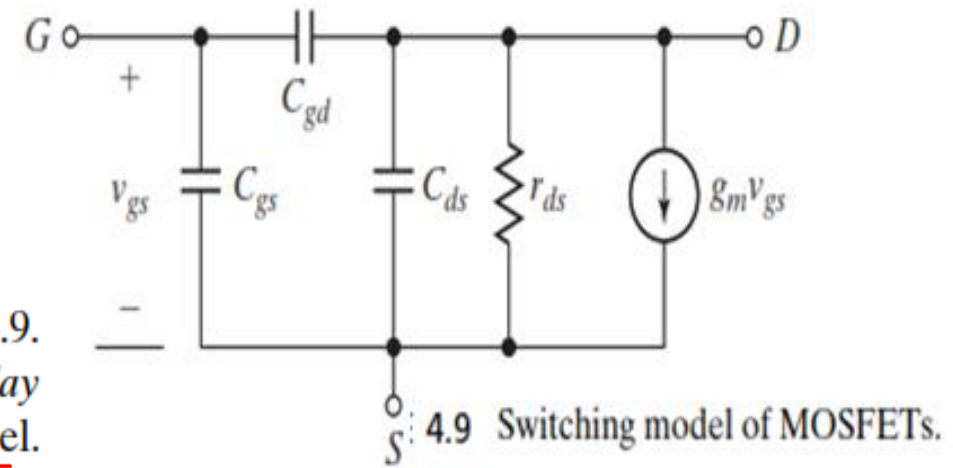 G
D
+
C_gd
v_gs
C_gs
C_ds
r_ds
g_m v_gs
−
.9.
ay
el.
S
: 4.9 Switching model of MOSFETs.